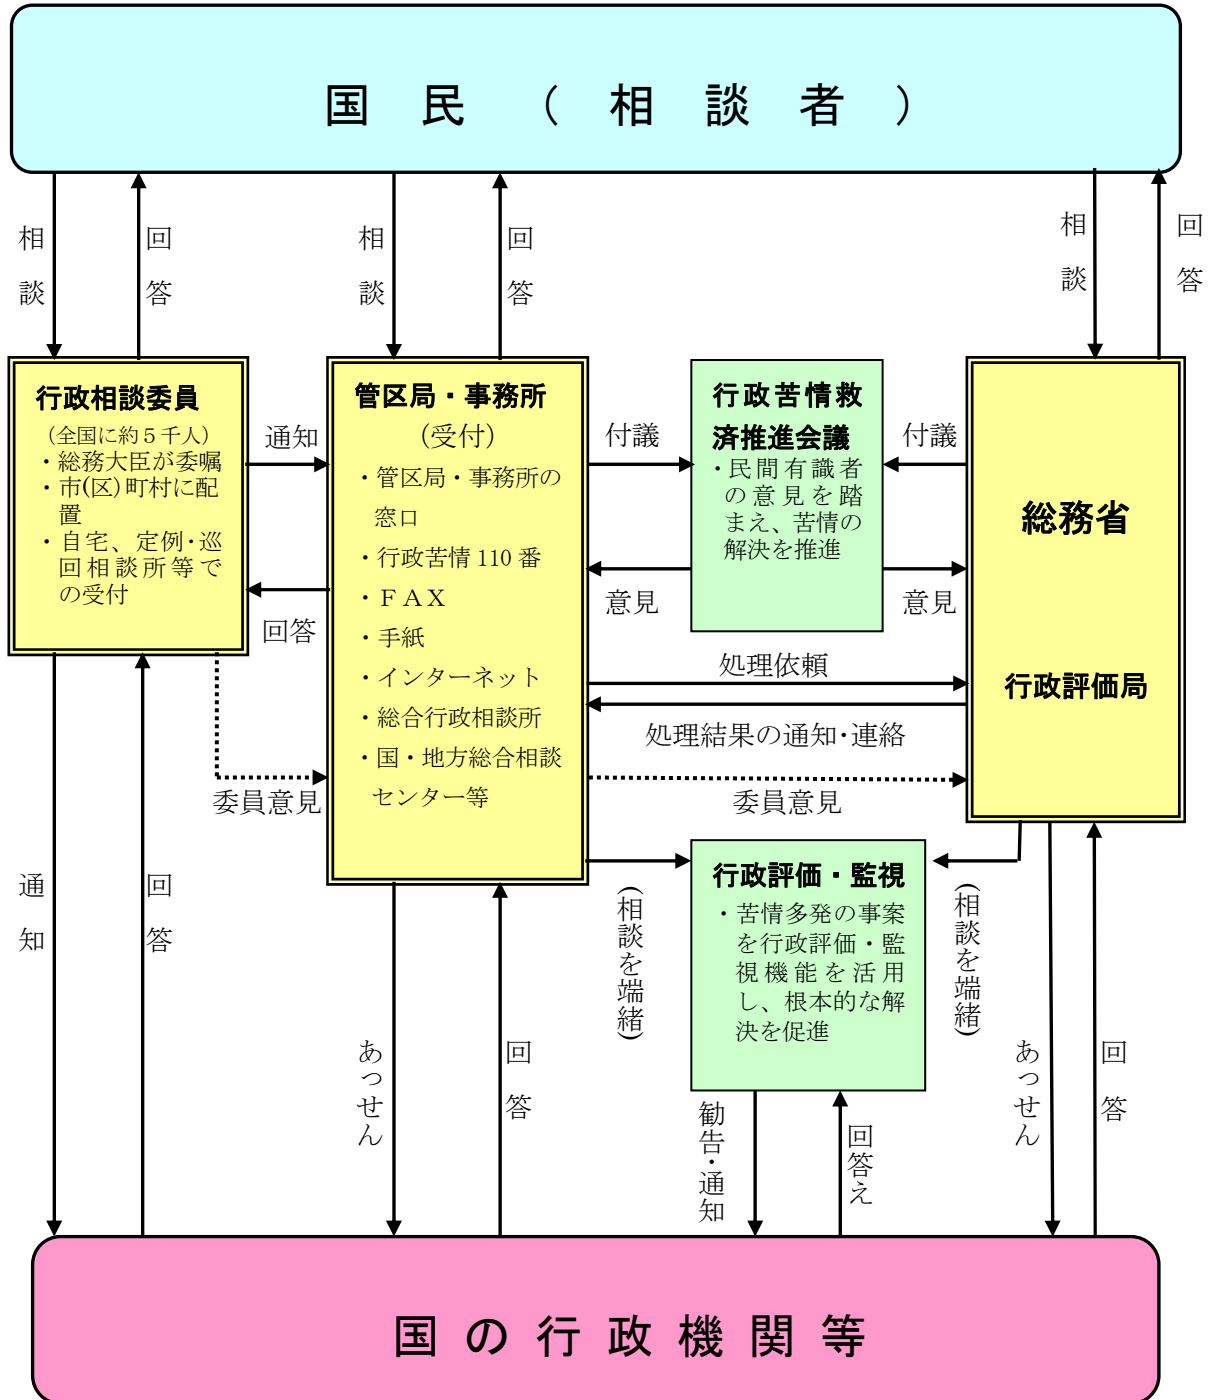 国民（相談者）
相談
回答
相談
回答
相談
回答
行政相談委員
（全国に約５千人）
・総務大臣が委嘱
・市(区)町村に配
置
・自宅、定例・巡
回相談所等で
の受付
通知
回答
委員意見
管区局・事務所
（受付）
・管区局・事務所の
窓口
・行政苦情 110 番
・ＦＡＸ
・手紙
・インターネット
・総合行政相談所
・国・地方総合相談
センター等
付議
意見
行政苦情救
済推進会議
・民間有識者
の意見を踏
まえ、苦情の
解決を推進
付議
意見
処理依頼
処理結果の通知・連絡
委員意見
総務省
行政評価局
行政評価・監視
・苦情多発の事案
を行政評価・監
視機能を活用
し、根本的な解
決を促進
（相談を端緒）
（相談を端緒）
通知
回答
あっせん
回答
勧告・通知
回答え
あっせん
回答
国の行政機関等